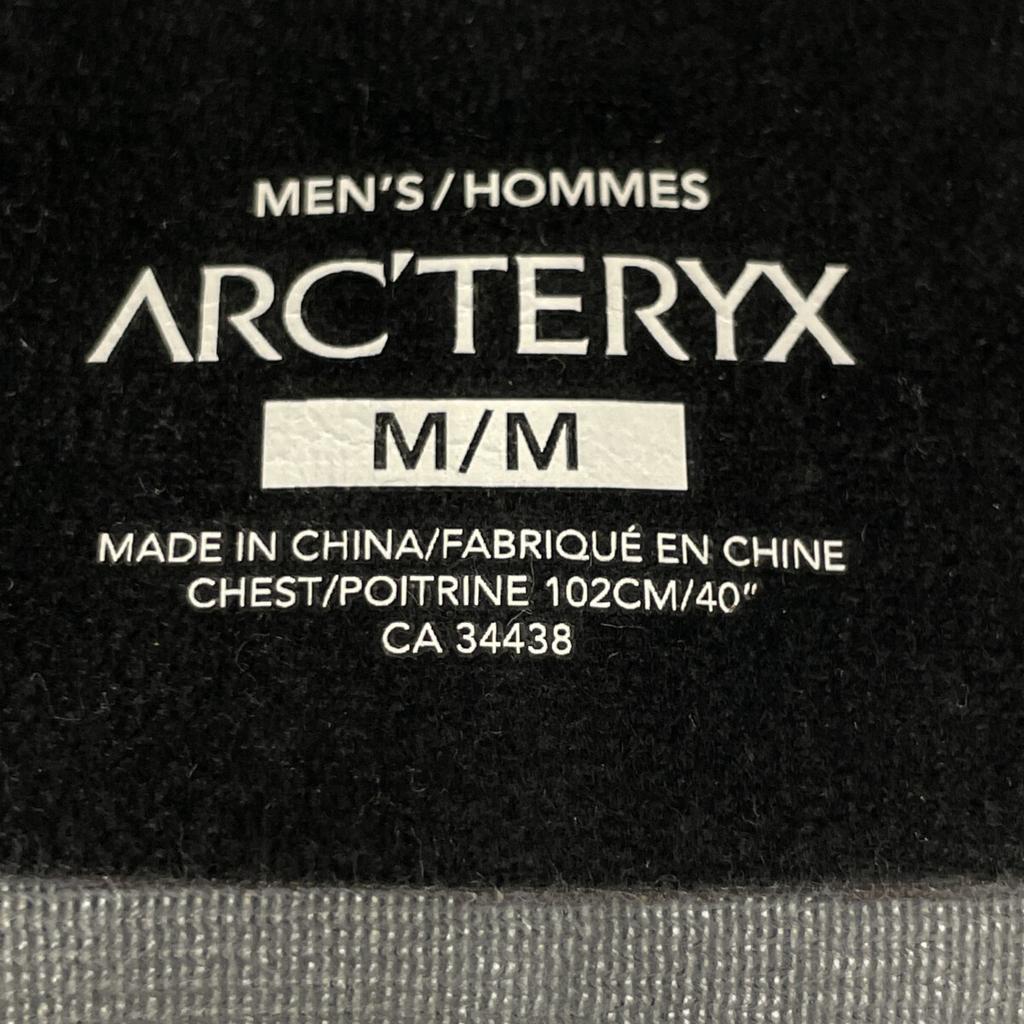 MEN'S/HOMMES
ARC'TERYX
M/M
MADE IN CHINA/FABRIQUÉ EN CHINE
CHEST/POITRINE 102CM/40"
CA 34438